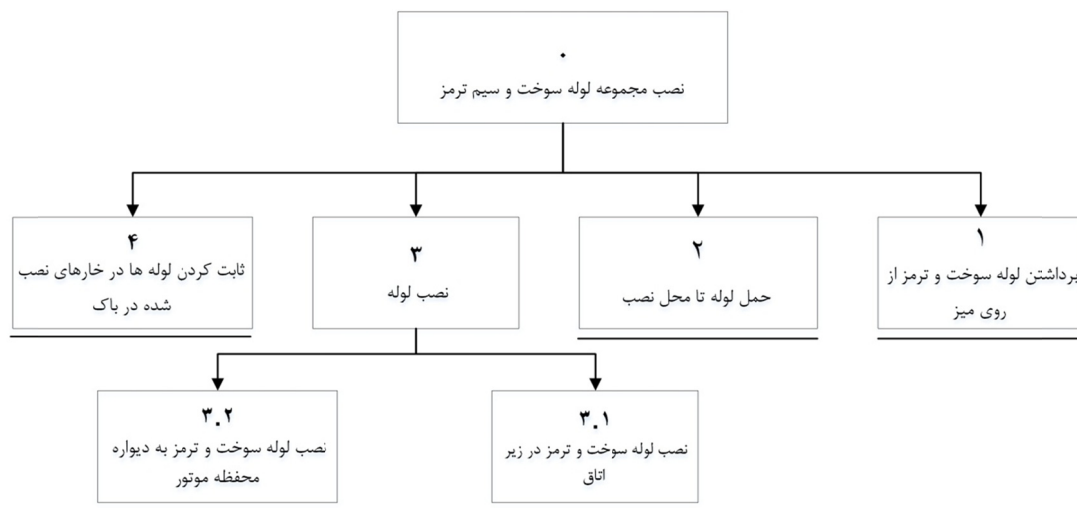 ۰
نصب مجموعه لوله سوخت و سیم ترمز
۱
برداشتن لوله سوخت و ترمز از
روی میز
۲
حمل لوله تا محل نصب
۳
نصب لوله
۴
ثابت کردن لوله ها در خارهای نصب
شده در باک
۳.۱
نصب لوله سوخت و ترمز در زیر
اتاق
۳.۲
نصب لوله سوخت و ترمز به دیواره
محفظه موتور